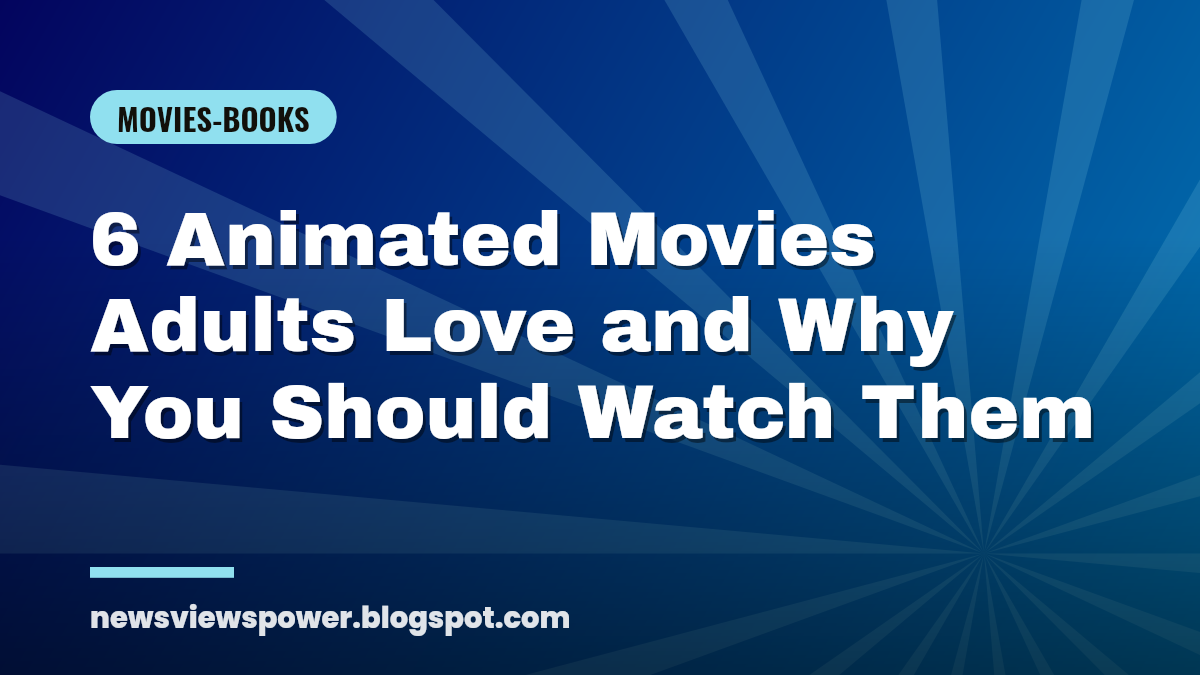 MOVIES-BOOKS
6 Animated Movies
Adults Love and Why
You Should Watch Them
newsviewspower.blogspot.com